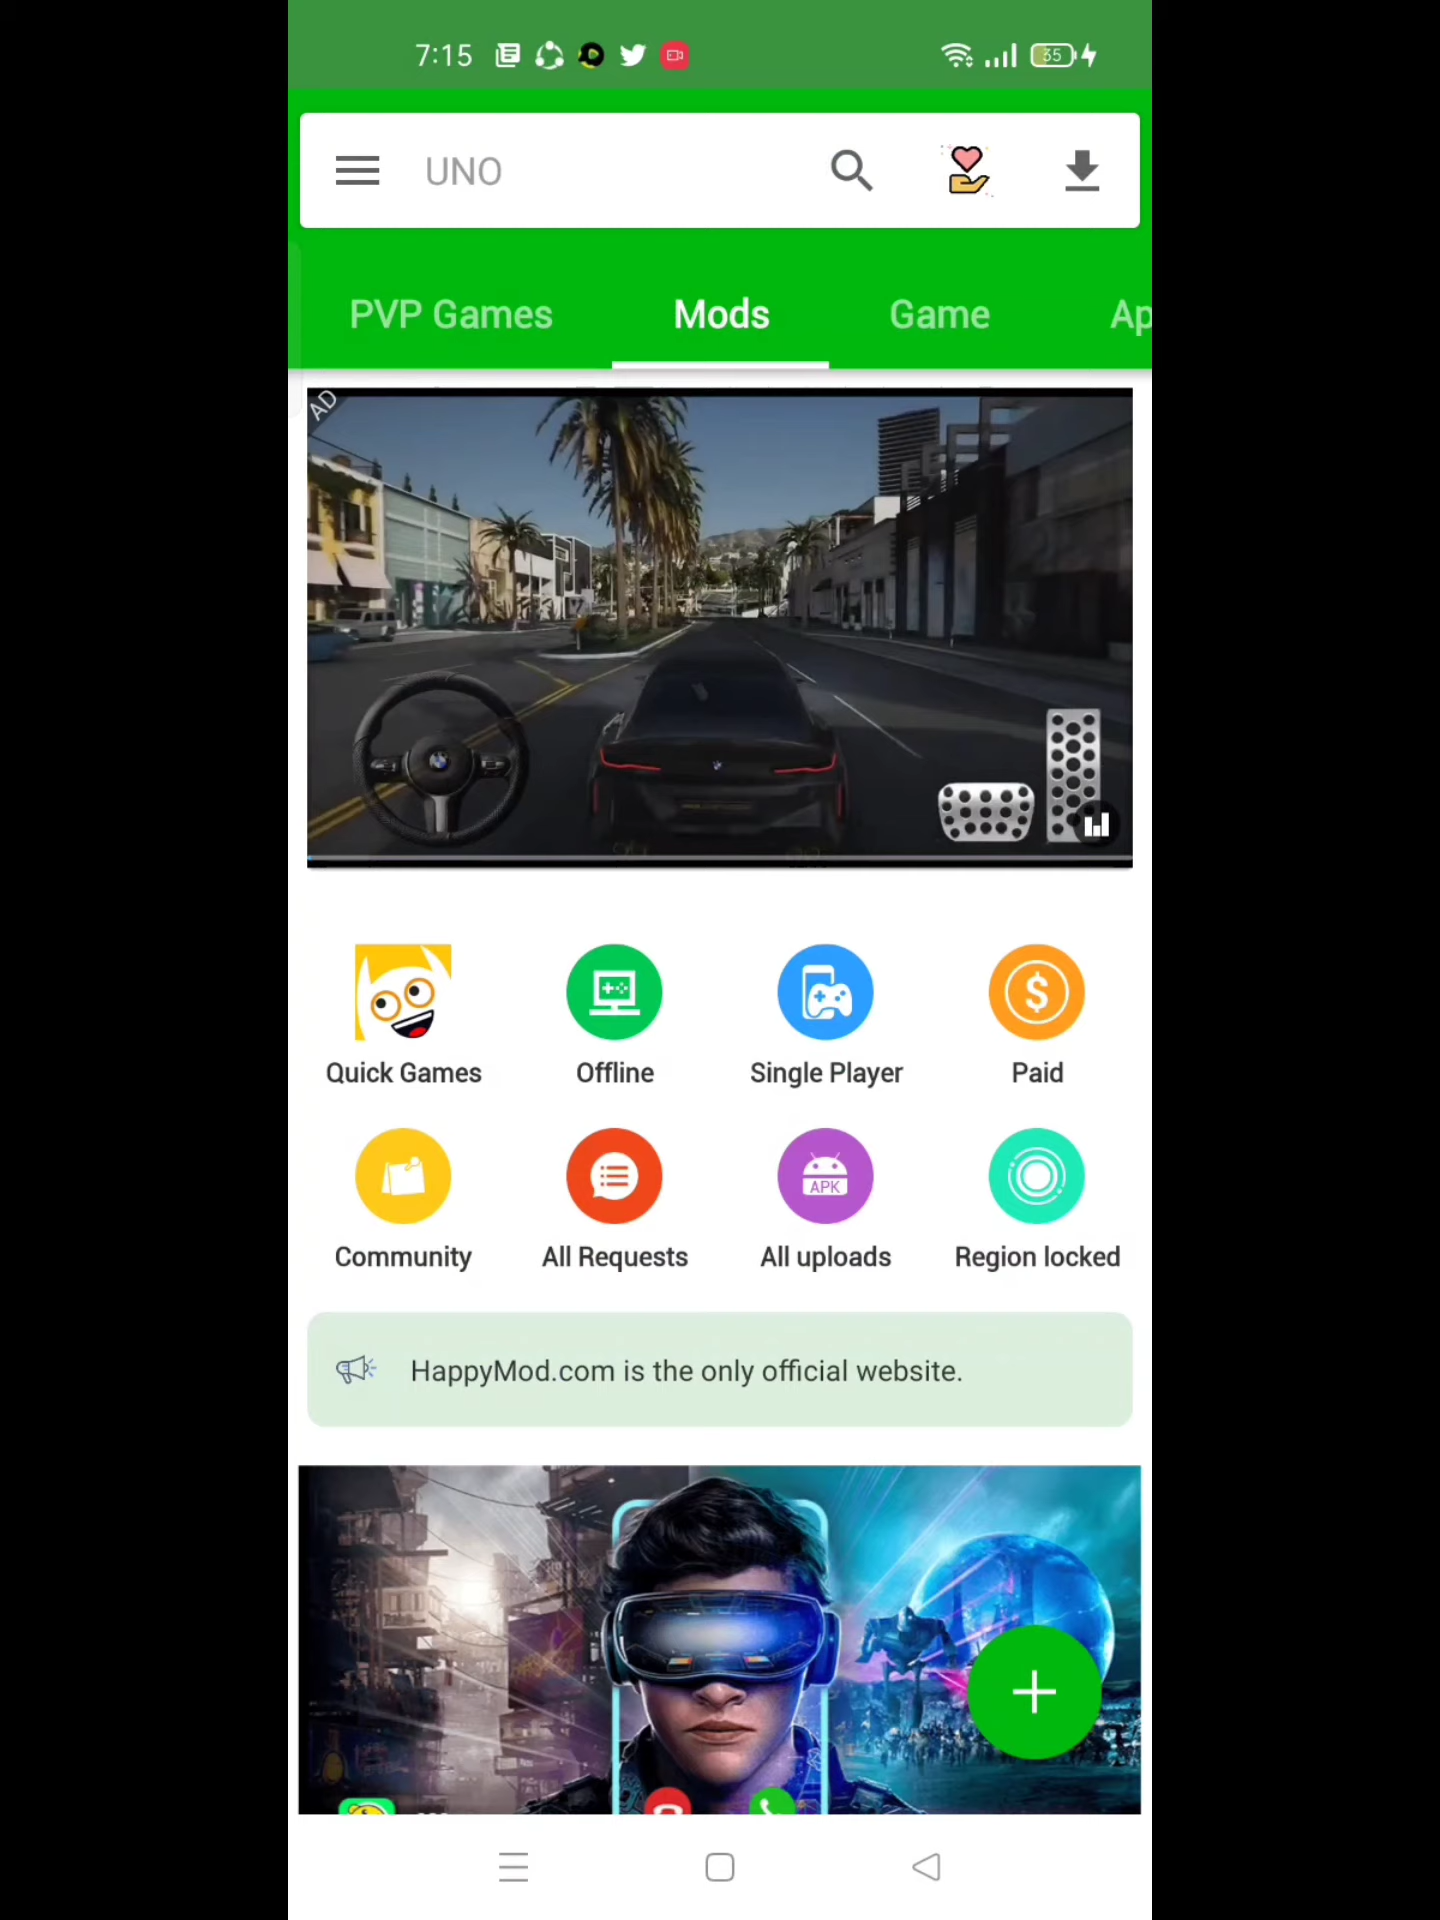 7:15
35
UNO
PVP Games
Mods
Game
Ap
AD
Quick Games
Offline
Single Player
Paid
APK
Community
All Requests
All uploads
Region locked
HappyMod.com is the only official website.